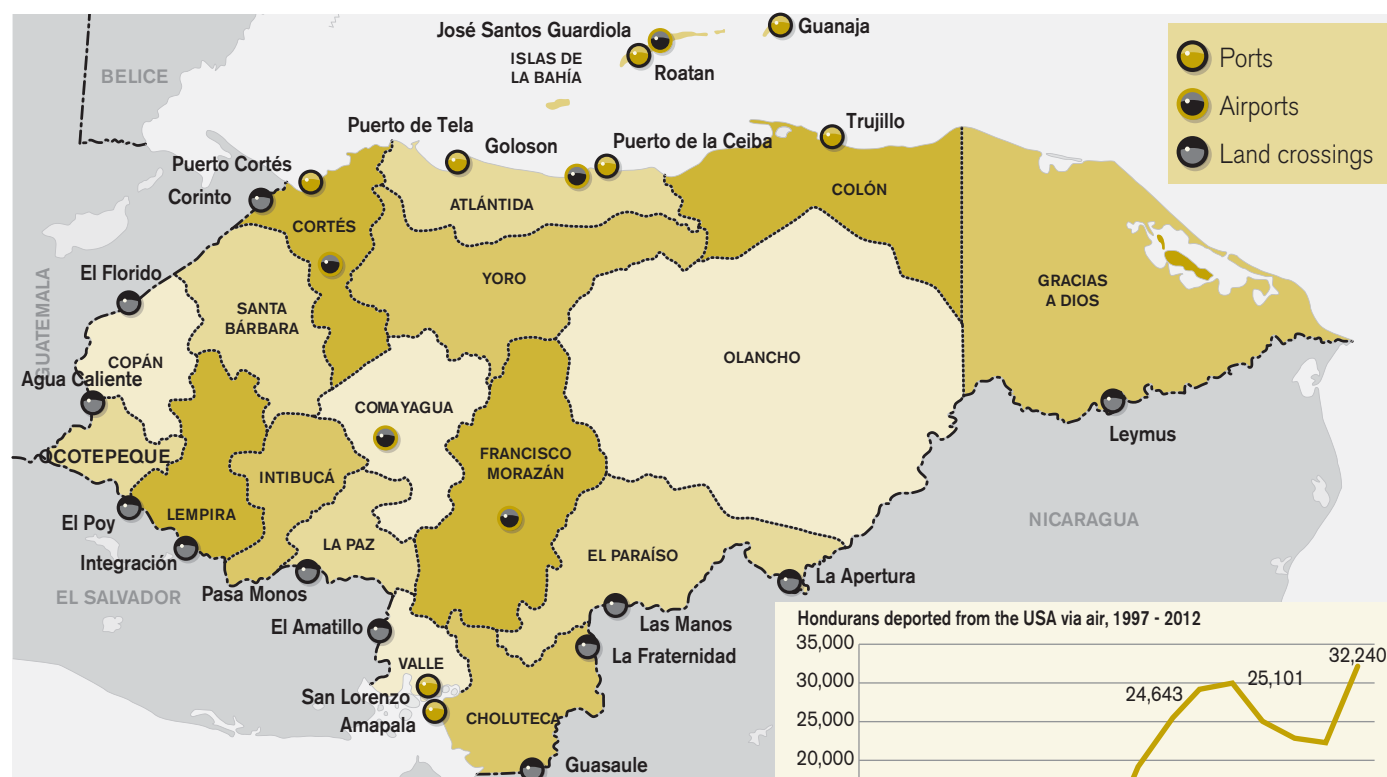 José Santos Guardiola
Guanaja
ISLAS DE
LA BAHÍA
Roatan
Ports
Airports
Land crossings
BELICE
Puerto de Tela
Goloson
Puerto de la Ceiba
Trujillo
Puerto Cortés
Corinto
ATLÁNTIDA
COLÓN
CORTÉS
El Florido
YORO
GRACIAS
A DIOS
GUATEMALA
SANTA
BÁRBARA
COPÁN
OLANCHO
Agua Caliente
COMAYAGUA
Leymus
OCOTEPEQUE
FRANCISCO
MORAZÁN
INTIBUCÁ
LEMPIRA
El Poy
NICARAGUA
LA PAZ
EL PARAÍSO
Integración
La Apertura
Pasa Monos
EL SALVADOR
El Amatillo
Las Manos
La Fraternidad
VALLE
San Lorenzo
Amapala
CHOLUTECA
Guasaule
Hondurans deported from the USA via air, 1997 - 2012
35,000
30,000
25,000
20,000
24,643
25,101
32,240